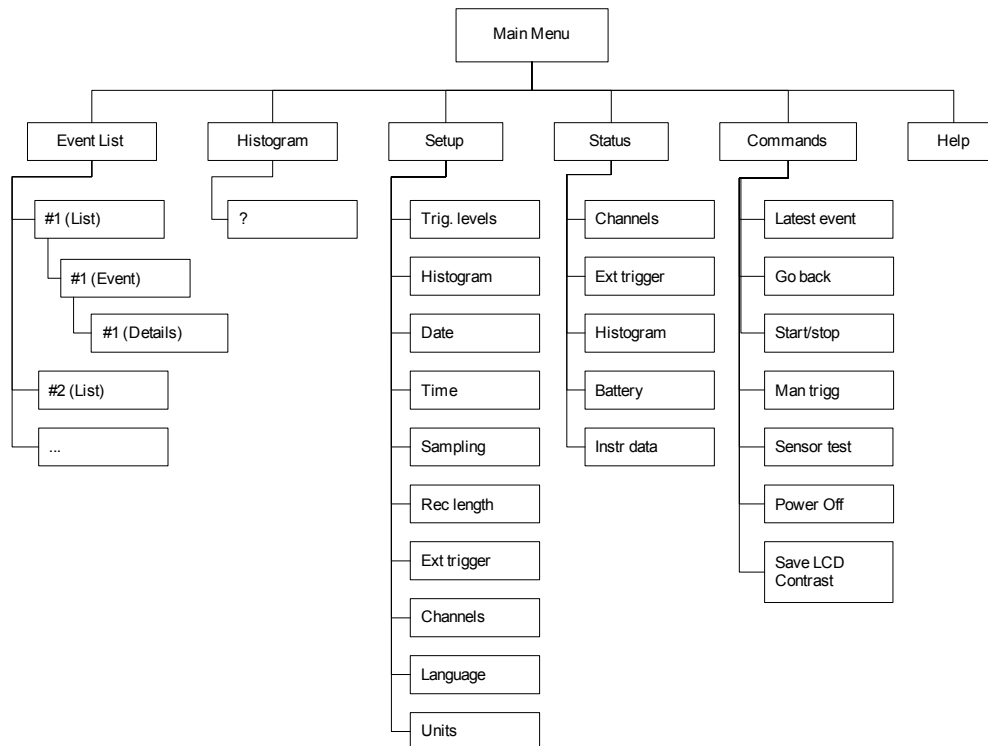 Main Menu
Event List
Histogram
Setup
Status
Commands
Help
#1 (List)
#1 (Event)
#1 (Details)
#2 (List)
...
?
Trig. levels
Histogram
Date
Time
Sampling
Rec length
Ext trigger
Channels
Language
Units
Channels
Ext trigger
Histogram
Battery
Instr data
Latest event
Go back
Start/stop
Man trigg
Sensor test
Power Off
Save LCD
Contrast